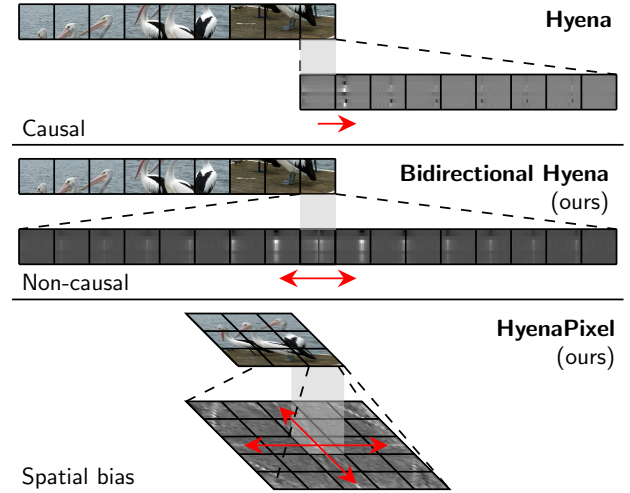 Hyena
Causal
Bidirectional Hyena
(ours)
Non-causal
HyenaPixel
(ours)
Spatial bias